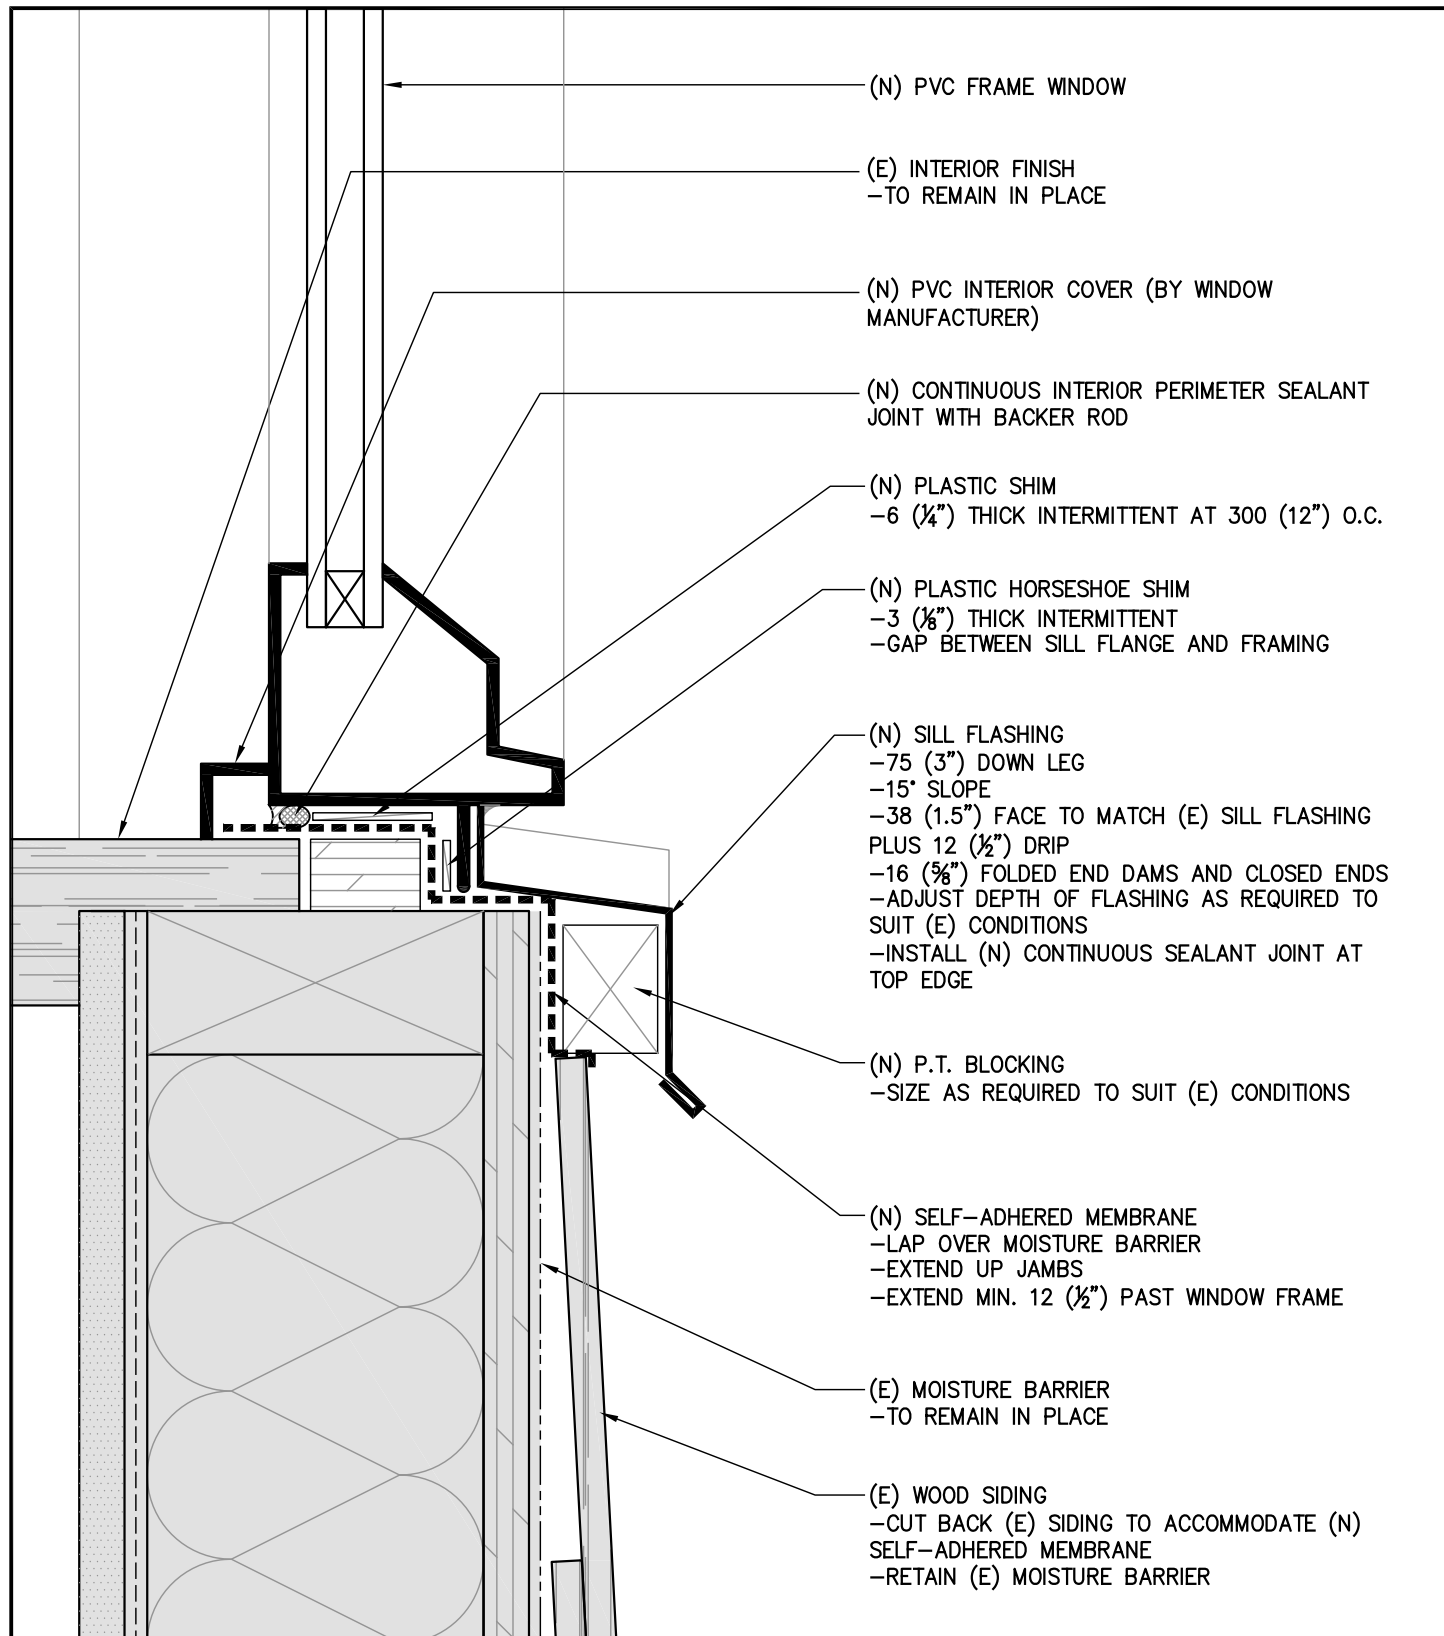 (N) PVC FRAME WINDOW
(E) INTERIOR FINISH
-TO REMAIN IN PLACE
(N) PVC INTERIOR COVER (BY WINDOW
MANUFACTURER)
(N) CONTINUOUS INTERIOR PERIMETER SEALANT
JOINT WITH BACKER ROD
(N) PLASTIC SHIM
-6 (¼") THICK INTERMITTENT AT 300 (12") O.C.
(N) PLASTIC HORSESHOE SHIM
-3 (⅛") THICK INTERMITTENT
-GAP BETWEEN SILL FLANGE AND FRAMING
(N) SILL FLASHING
-75 (3") DOWN LEG
-15° SLOPE
-38 (1.5") FACE TO MATCH (E) SILL FLASHING
PLUS 12 (½") DRIP
-16 (⅝") FOLDED END DAMS AND CLOSED ENDS
-ADJUST DEPTH OF FLASHING AS REQUIRED TO
SUIT (E) CONDITIONS
-INSTALL (N) CONTINUOUS SEALANT JOINT AT
TOP EDGE
(N) P.T. BLOCKING
-SIZE AS REQUIRED TO SUIT (E) CONDITIONS
(N) SELF-ADHERED MEMBRANE
-LAP OVER MOISTURE BARRIER
-EXTEND UP JAMBS
-EXTEND MIN. 12 (½") PAST WINDOW FRAME
(E) MOISTURE BARRIER
-TO REMAIN IN PLACE
(E) WOOD SIDING
-CUT BACK (E) SIDING TO ACCOMMODATE (N)
SELF-ADHERED MEMBRANE
-RETAIN (E) MOISTURE BARRIER